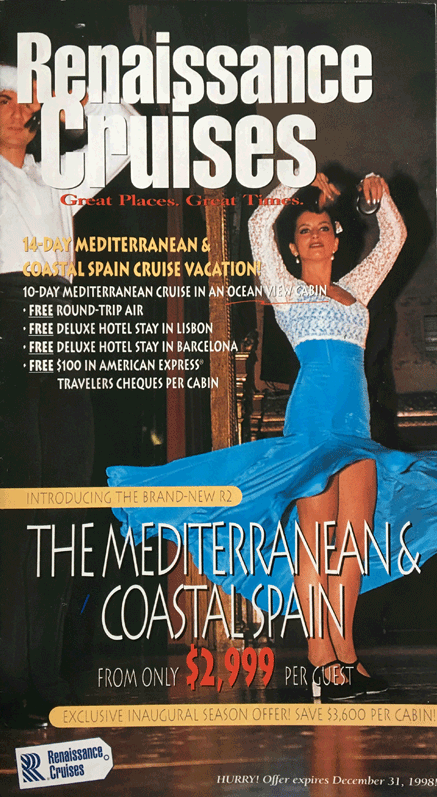 Renaissance
Cruises
Great Places. Great Times.
14-DAY MEDITERRANEAN &
COASTAL SPAIN CRUISE VACATION!
10-DAY MEDITERRANEAN CRUISE IN AN OCEAN VIEW CABIN
· FREE ROUND-TRIP AIR
· FREE DELUXE HOTEL STAY IN LISBON
· FREE DELUXE HOTEL STAY IN BARCELONA
· FREE $100 IN AMERICAN EXPRESS®
TRAVELERS CHEQUES PER CABIN
INTRODUCING THE BRAND-NEW R2
THE MEDITERRANEAN &
COASTAL SPAIN
FROM ONLY $2,999 PER GUEST
EXCLUSIVE INAUGURAL SEASON OFFER! SAVE $3,600 PER CABIN!
Renaissance
Cruises
HURRY! Offer expires December 31, 1998!